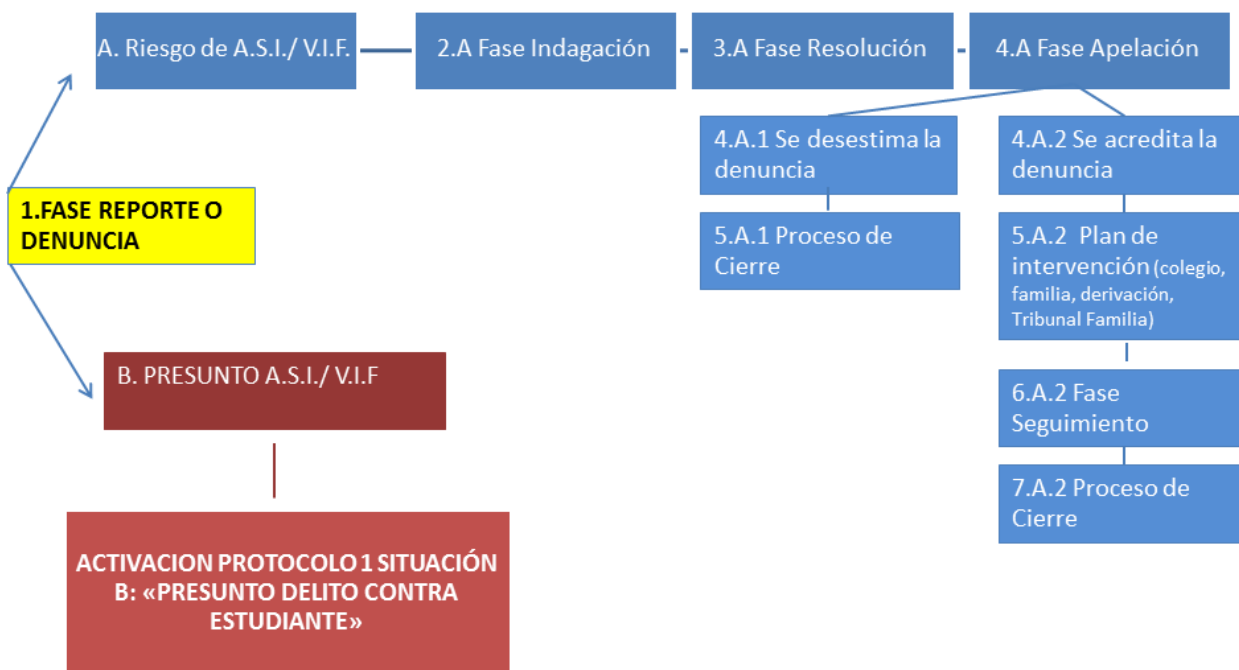 A. Riesgo de A.S.I./ V.I.F.
2.A Fase Indagación
3.A Fase Resolución
4.A Fase Apelación
4.A.1 Se desestima la
denuncia
4.A.2 Se acredita la
denuncia
1.FASE REPORTE O
DENUNCIA
5.A.1 Proceso de
Cierre
5.A.2 Plan de
intervención (colegio,
familia, derivación,
Tribunal Familia)
B. PRESUNTO A.S.I./ V.I.F
6.A.2 Fase
Seguimiento
7.A.2 Proceso de
Cierre
ACTIVACION PROTOCOLO 1 SITUACIÓN
B: «PRESUNTO DELITO CONTRA
ESTUDIANTE»